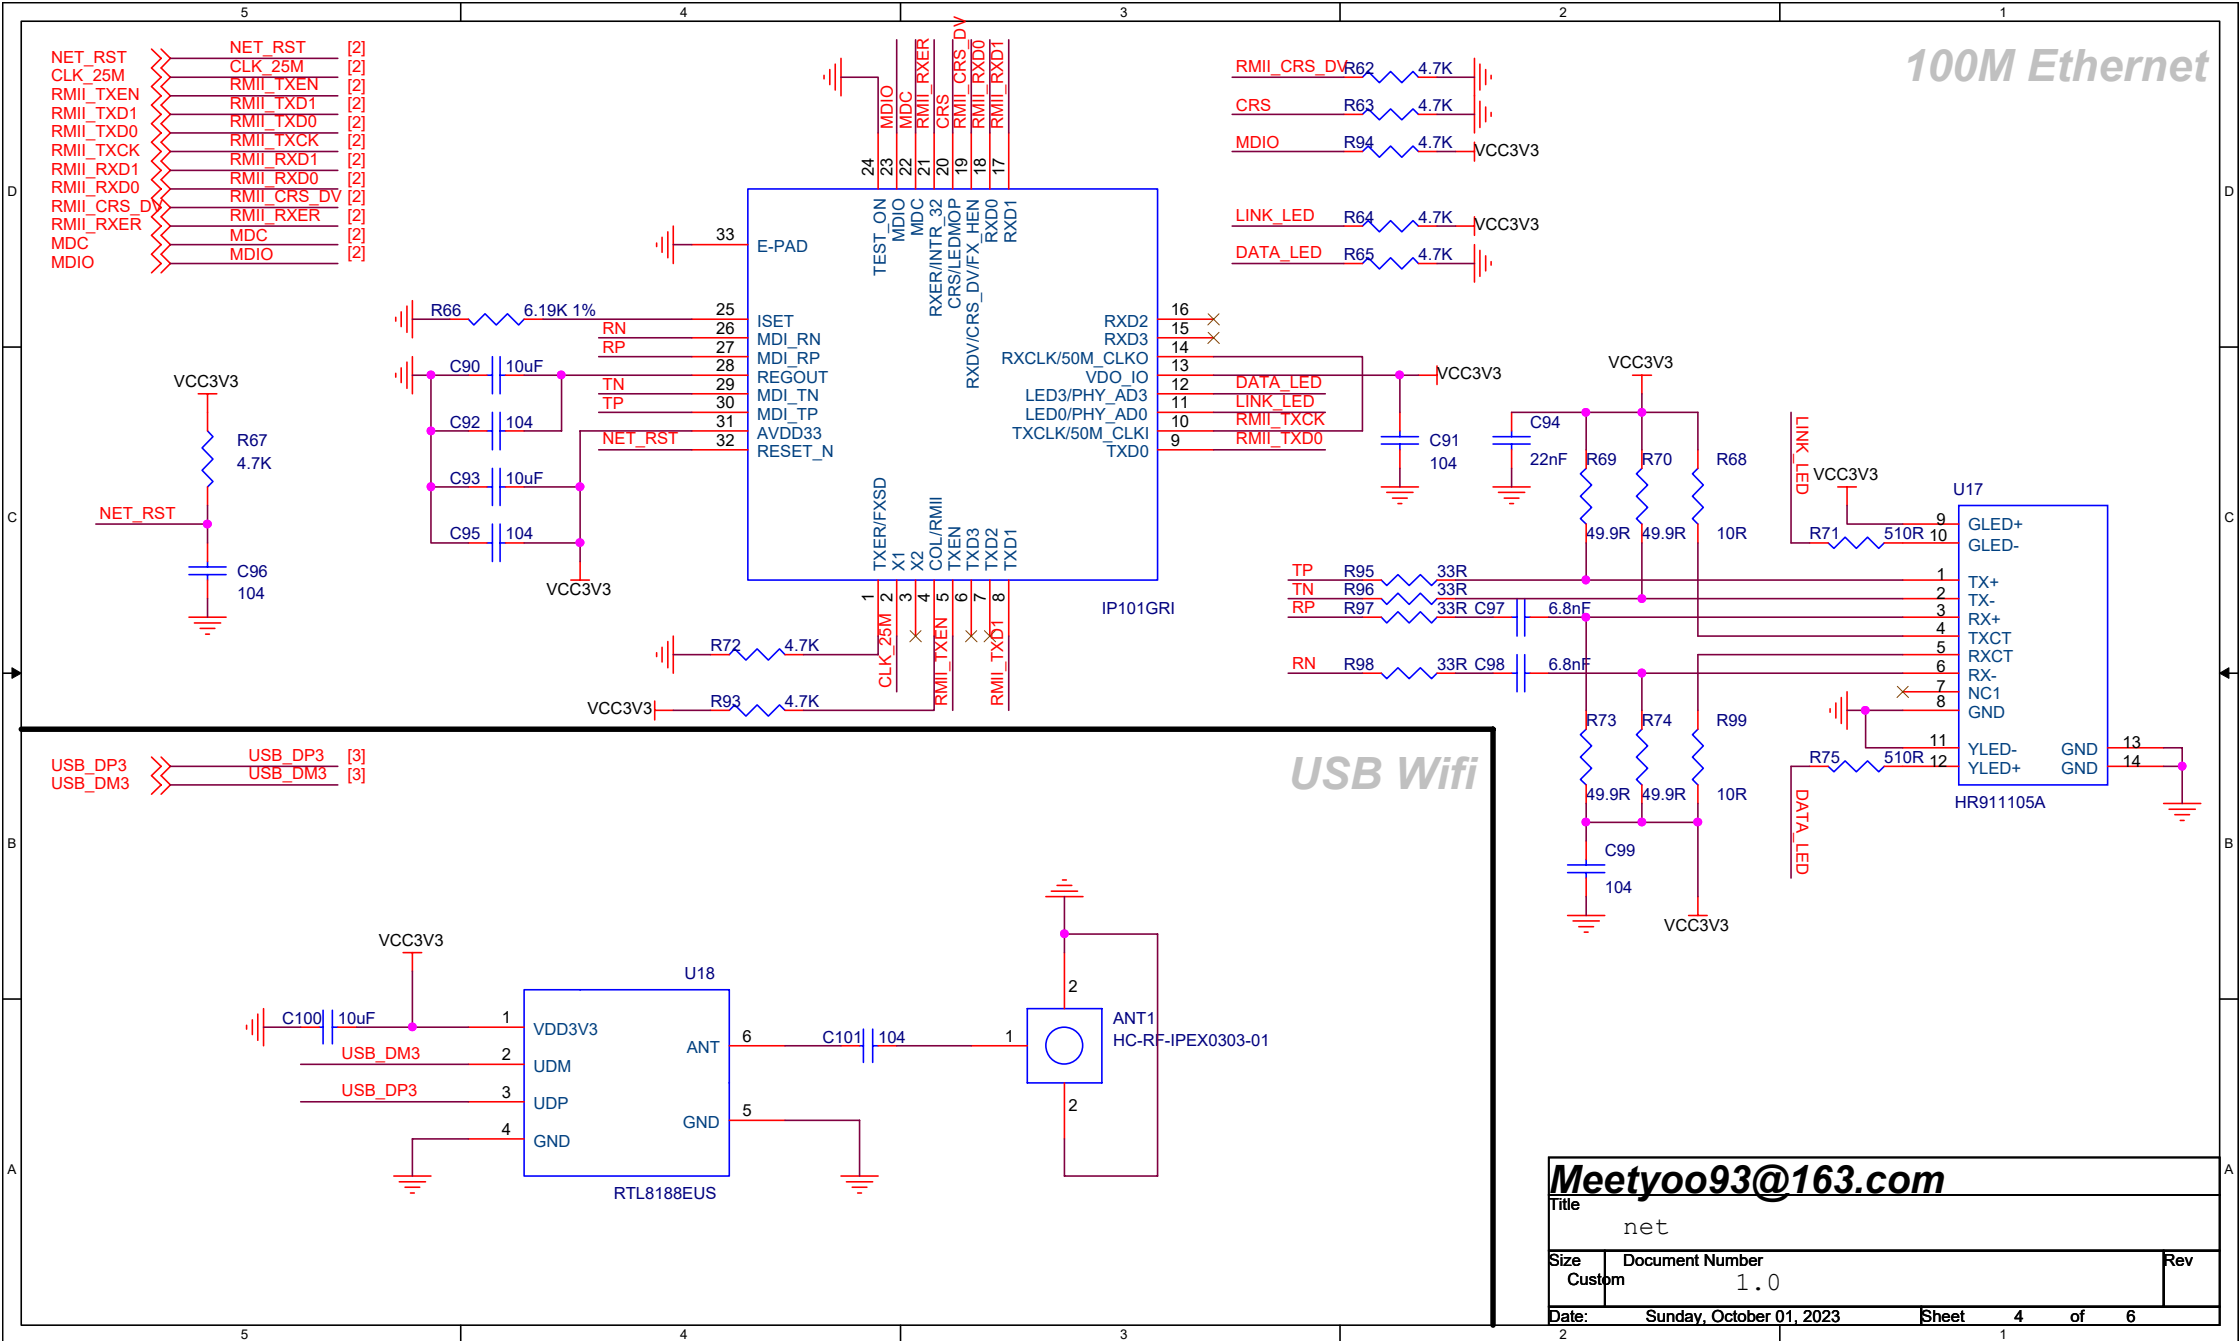 5 4 3 2 1
100M Ethernet
NET_RST NET_RST [2]
CLK_25M CLK_25M [2]
RMII_TXEN RMII_TXEN [2]
RMII_TXD1 RMII_TXD1 [2]
RMII_TXD0 RMII_TXD0 [2]
RMII_TXCK RMII_TXCK [2]
RMII_RXD1 RMII_RXD1 [2]
RMII_RXD0 RMII_RXD0 [2]
RMII_CRS_DV RMII_CRS_DV [2]
RMII_RXER RMII_RXER [2]
MDC MDC [2]
MDIO MDIO [2]
MDIO
MDC
RMII_RXER
CRS
RMII_CRS_DV
RMII_RXD0
RMII_RXD1
24 23 22 21 20 19 18 17
TEST_ON
MDIO
MDC
RXER/INTR_32
CRS/LEDMOP
RXDV/CRS_DV/FX_HEN
RXD0
RXD1
RMII_CRS_DV R62 4.7K
CRS R63 4.7K
MDIO R94 4.7K VCC3V3
LINK_LED R64 4.7K VCC3V3
DATA_LED R65 4.7K
D D
33 E-PAD
R66 6.19K 1% 25 ISET
RN 26 MDI_RN
RP 27 MDI_RP
C90 10uF 28 REGOUT
TN 29 MDI_TN
TP 30 MDI_TP
C92 104 31 AVDD33
NET_RST 32 RESET_N
C93 10uF
C95 104
VCC3V3
RXD2 16
RXD3 15
RXCLK/50M_CLKO 14
VDO_IO 13 VCC3V3
LED3/PHY_AD3 12 DATA_LED
LED0/PHY_AD0 11 LINK_LED
TXCLK/50M_CLKI 10 RMII_TXCK
TXD0 9 RMII_TXD0
C91
104
VCC3V3
R67
4.7K
NET_RST
C96
104
C C
TXER/FXSD
X1
X2
COL/RMII
TXEN
TXD3
TXD2
TXD1
1 2 3 4 5 6 7 8
IP101GRI
CLK_25M
RMII_TXEN
RMII_TXD1
R72 4.7K
VCC3V3 R93 4.7K
VCC3V3
C94
22nF R69 R70 R68
49.9R 49.9R 10R
LINK_LED
VCC3V3
U17
9 GLED+
R71 510R 10 GLED-
TP R95 33R 1 TX+
TN R96 33R 2 TX-
RP R97 33R C97 6.8nF 3 RX+
4 TXCT
5 RXCT
RN R98 33R C98 6.8nF 6 RX-
7 NC1
8 GND
R73 R74 R99
11 YLED- GND 13
R75 510R 12 YLED+ GND 14
49.9R 49.9R 10R
HR911105A
DATA_LED
C99
104
VCC3V3
USB Wifi
USB_DP3 USB_DP3 [3]
USB_DM3 USB_DM3 [3]
B B
VCC3V3
U18
C100 10uF 1 VDD3V3
USB_DM3 2 UDM
USB_DP3 3 UDP
4 GND
ANT 6 C101 104 1
GND 5
RTL8188EUS
2
ANT1
HC-RF-IPEX0303-01
2
A A
Meetyoo93@163.com
Title
net
Size Document Number Rev
Custom 1.0
Date: Sunday, October 01, 2023 Sheet 4 of 6
5 4 3 2 1